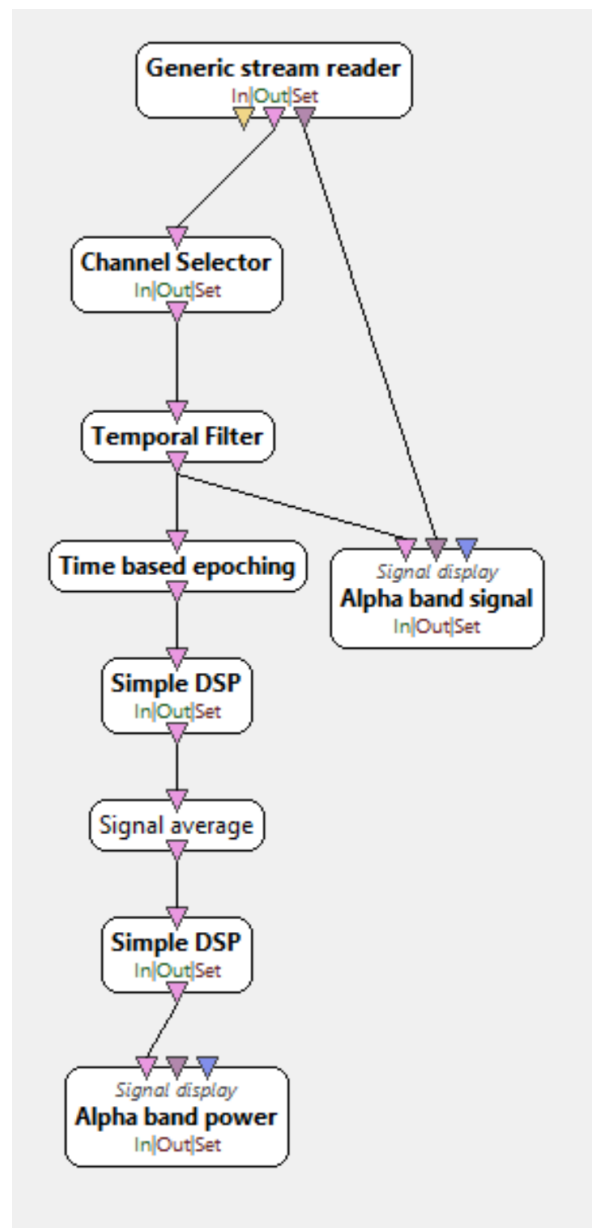 Generic stream reader
In|Out|Set
Channel Selector
In|Out|Set
Temporal Filter
Time based epoching
Signal display
Alpha band signal
In|Out|Set
Simple DSP
In|Out|Set
Signal average
Simple DSP
In|Out|Set
Signal display
Alpha band power
In|Out|Set